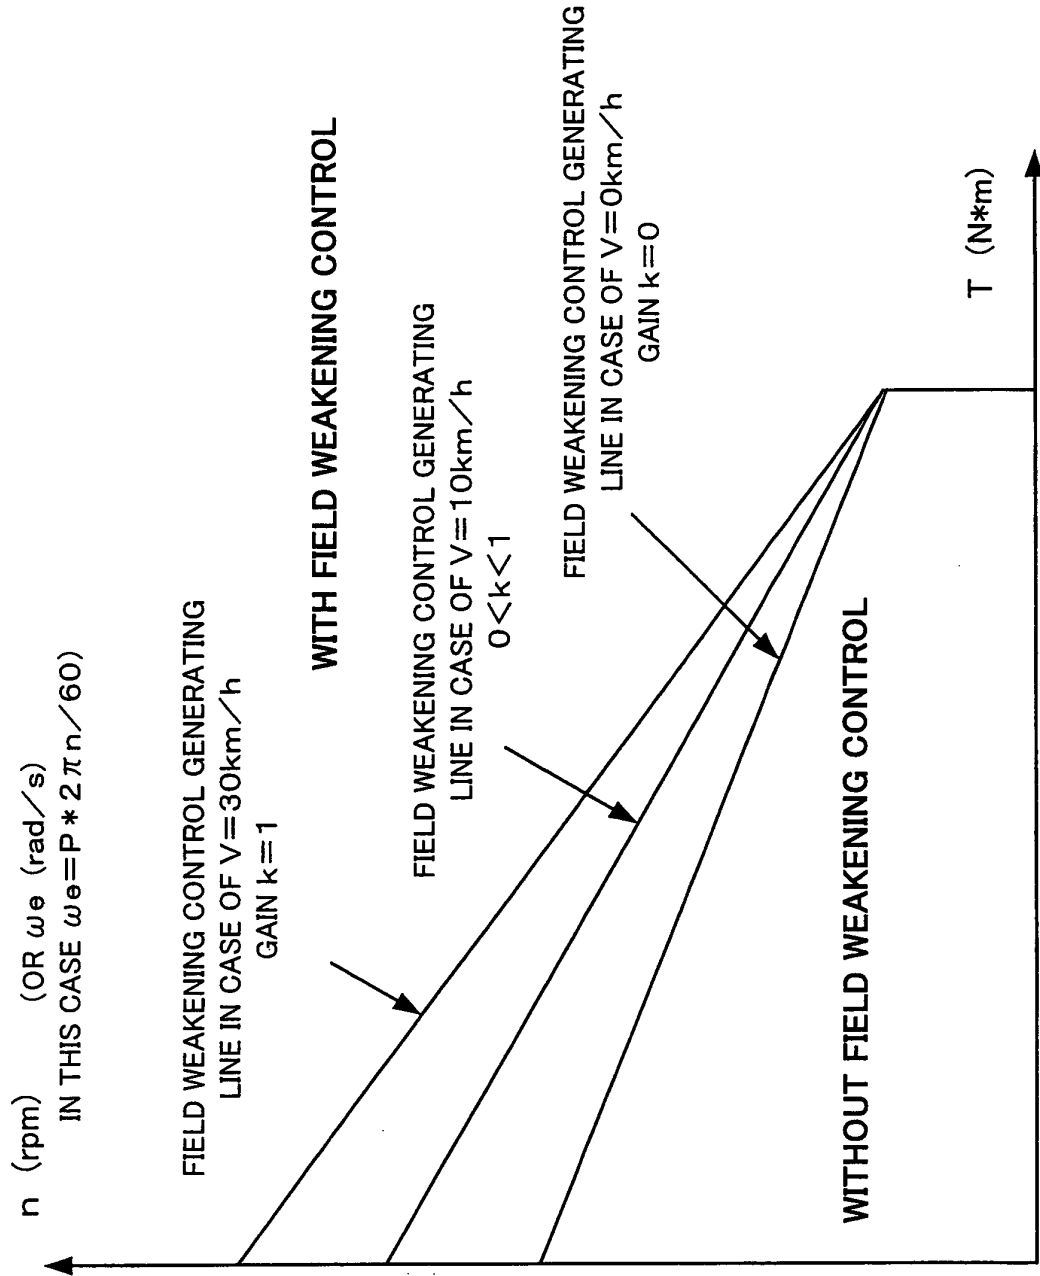 n (rpm) (OR ωe (rad/s)
IN THIS CASE ωe=P*2πn/60)
FIELD WEAKENING CONTROL GENERATING
LINE IN CASE OF V=30km/h
GAIN k=1
WITH FIELD WEAKENING CONTROL
FIELD WEAKENING CONTROL GENERATING
LINE IN CASE OF V=10km/h
0<k<1
FIELD WEAKENING CONTROL GENERATING
LINE IN CASE OF V=0km/h
GAIN k=0
WITHOUT FIELD WEAKENING CONTROL
T (N*m)